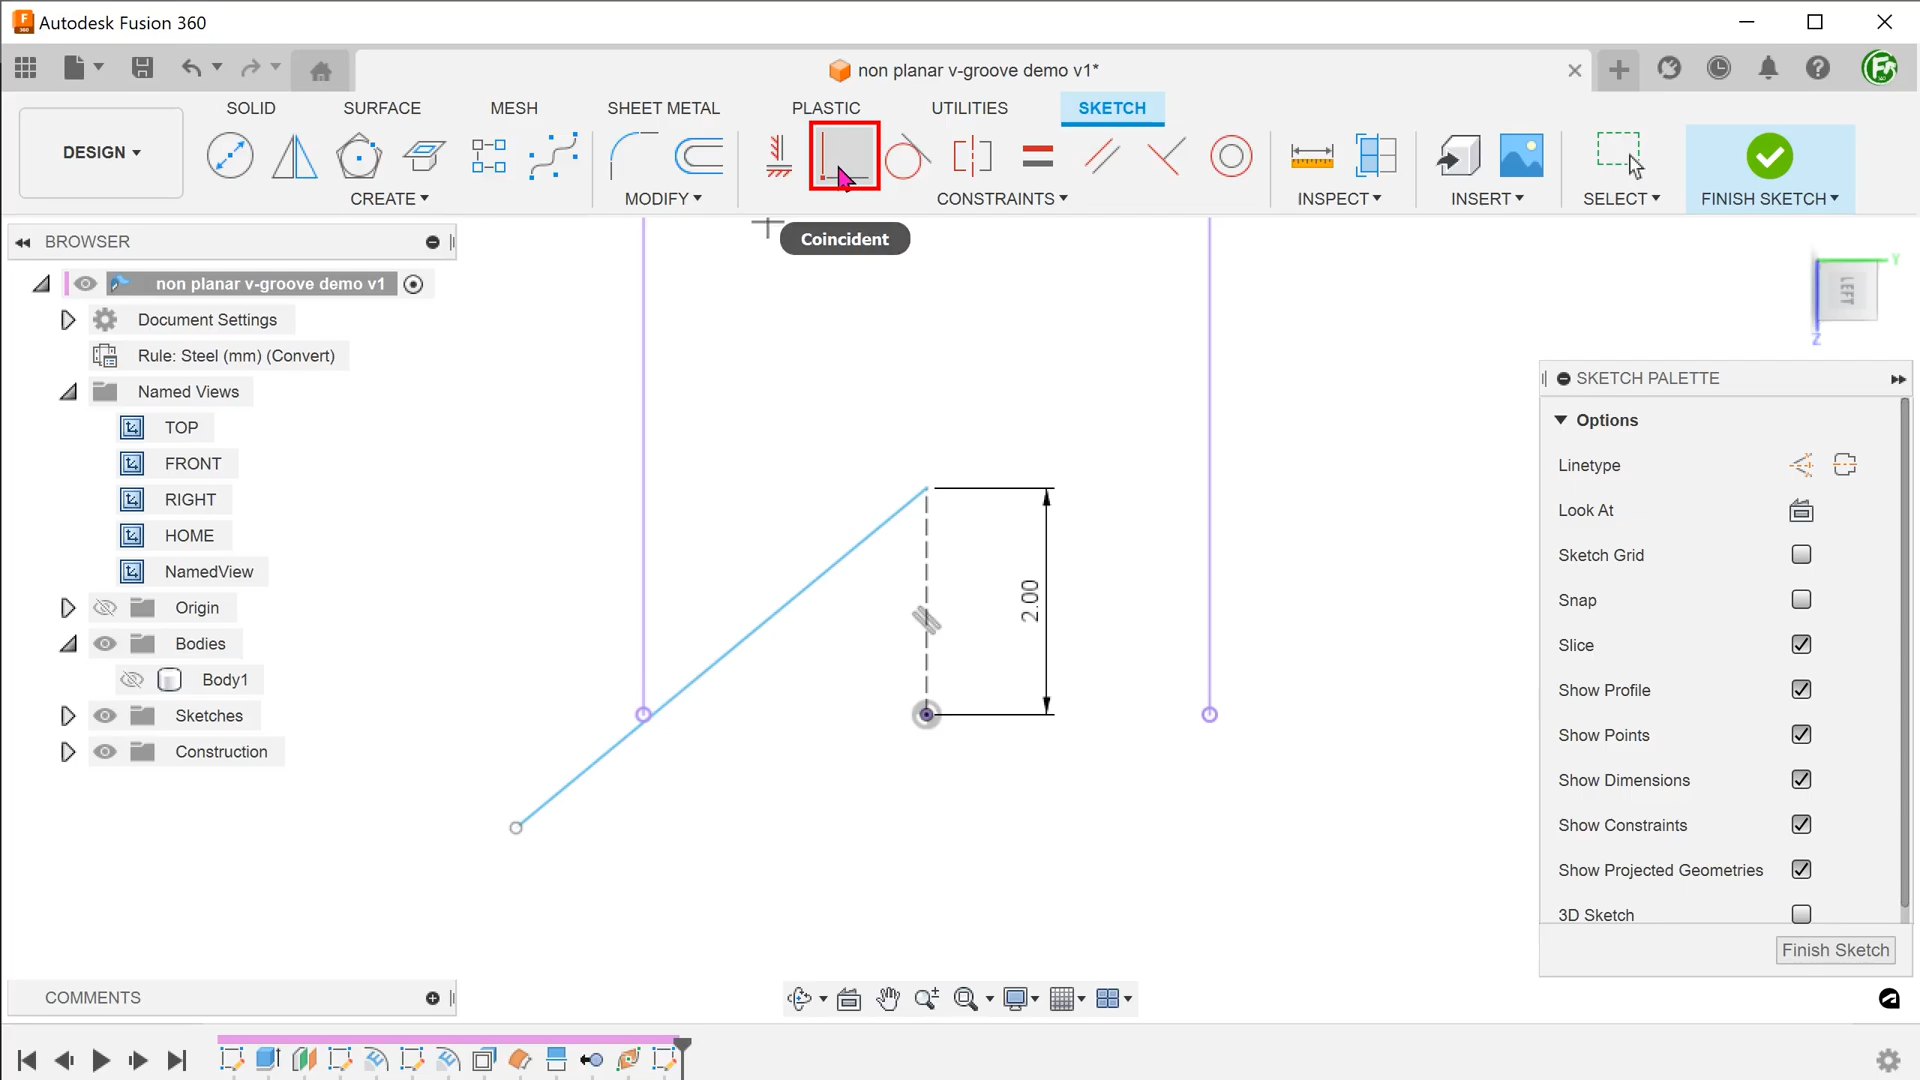 Autodesk Fusion 360
non planar v-groove demo v1*
SOLID SURFACE MESH SHEET METAL PLASTIC UTILITIES SKETCH
DESIGN
CREATE MODIFY CONSTRAINTS INSPECT INSERT SELECT FINISH SKETCH
Coincident
BROWSER
non planar v-groove demo v1
Document Settings
Rule: Steel (mm) (Convert)
Named Views
TOP
FRONT
RIGHT
HOME
NamedView
Origin
Bodies
Body1
Sketches
Construction
2.00
Y
LEFT
Z
SKETCH PALETTE
Options
Linetype
Look At
Sketch Grid
Snap
Slice
Show Profile
Show Points
Show Dimensions
Show Constraints
Show Projected Geometries
3D Sketch
Finish Sketch
COMMENTS